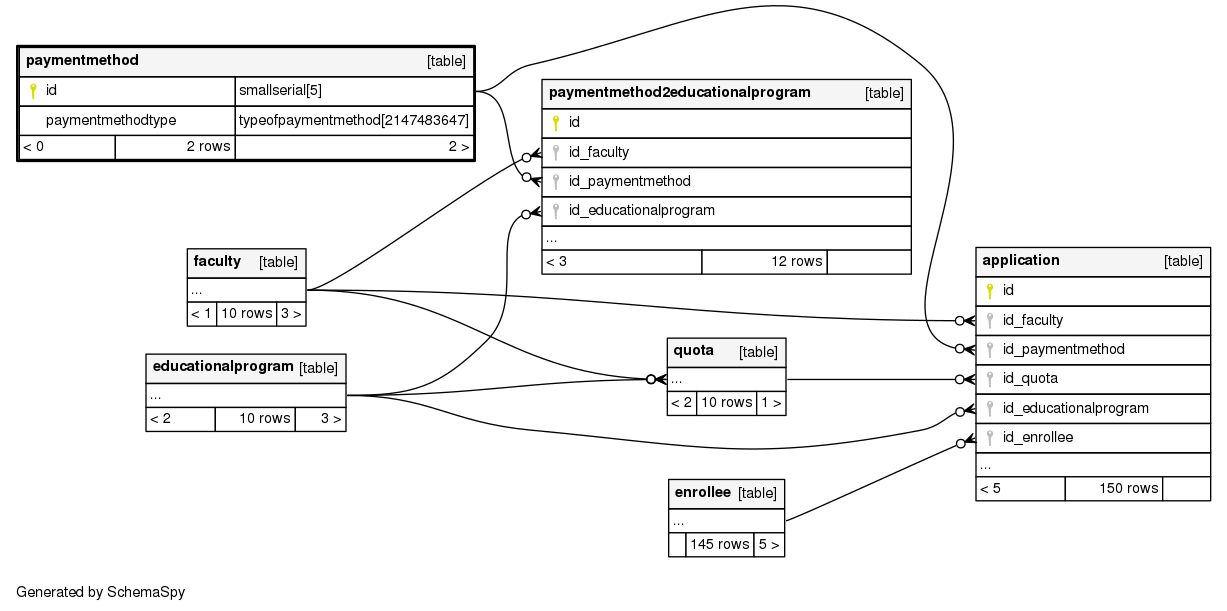 paymentmethod [table]
id smallserial[5]
paymentmethodtype typeofpaymentmethod[2147483647]
< 0 2 rows 2 >
paymentmethod2educationalprogram [table]
id
id_faculty
id_paymentmethod
id_educationalprogram
...
< 3 12 rows
faculty [table]
...
< 1 10 rows 3 >
application [table]
id
id_faculty
id_paymentmethod
id_quota
id_educationalprogram
id_enrollee
...
< 5 150 rows
educationalprogram [table]
...
< 2 10 rows 3 >
quota [table]
...
< 2 10 rows 1 >
enrollee [table]
...
145 rows 5 >
Generated by SchemaSpy